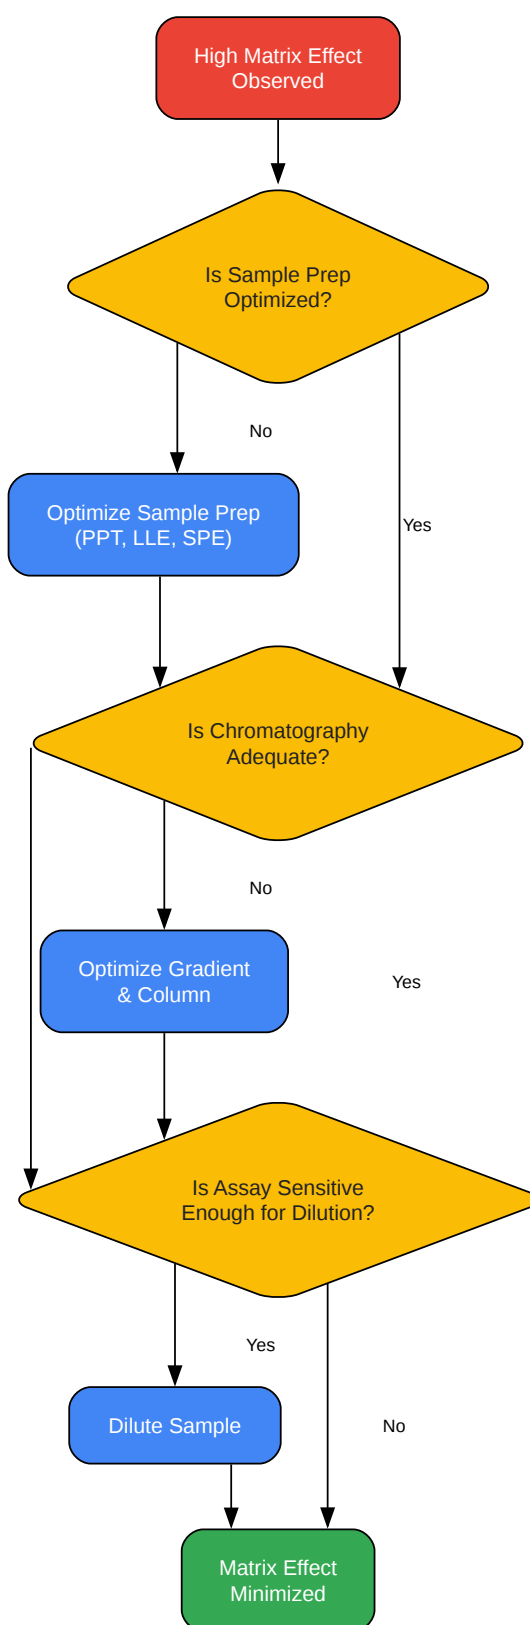 High Matrix Effect
Observed
Is Sample Prep
Optimized?
No
Optimize Sample Prep
(PPT, LLE, SPE)
Yes
Is Chromatography
Adequate?
No
Optimize Gradient
& Column
Yes
Is Assay Sensitive
Enough for Dilution?
Yes
Dilute Sample
No
Matrix Effect
Minimized